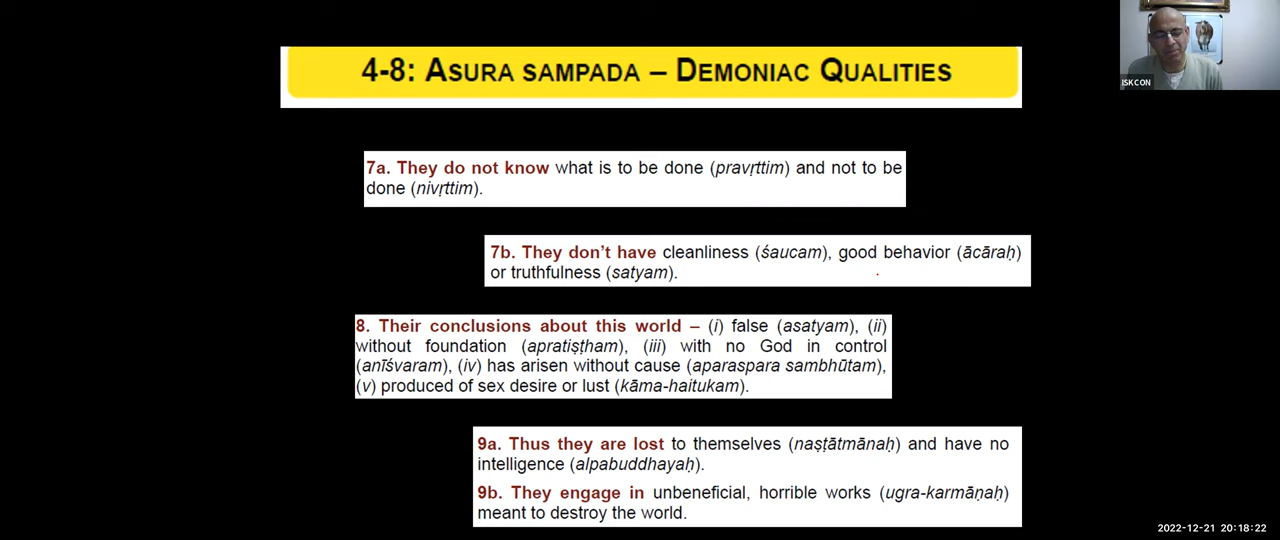 4-8: ASURA SAMPADA – DEMONIAC QUALITIES
ISKCON
7a. They do not know what is to be done (pravṛttim) and not to be
done (nivṛttim).
7b. They don't have cleanliness (śaucam), good behavior (ācāraḥ)
or truthfulness (satyam).
8. Their conclusions about this world – (i) false (asatyam), (ii)
without foundation (apratiṣṭham), (iii) with no God in control
(anīśvaram), (iv) has arisen without cause (aparaspara sambhūtam),
(v) produced of sex desire or lust (kāma-haitukam).
9a. Thus they are lost to themselves (naṣṭātmānaḥ) and have no
intelligence (alpabuddhayaḥ).
9b. They engage in unbeneficial, horrible works (ugra-karmāṇaḥ)
meant to destroy the world.
2022-12-21 20:18:22